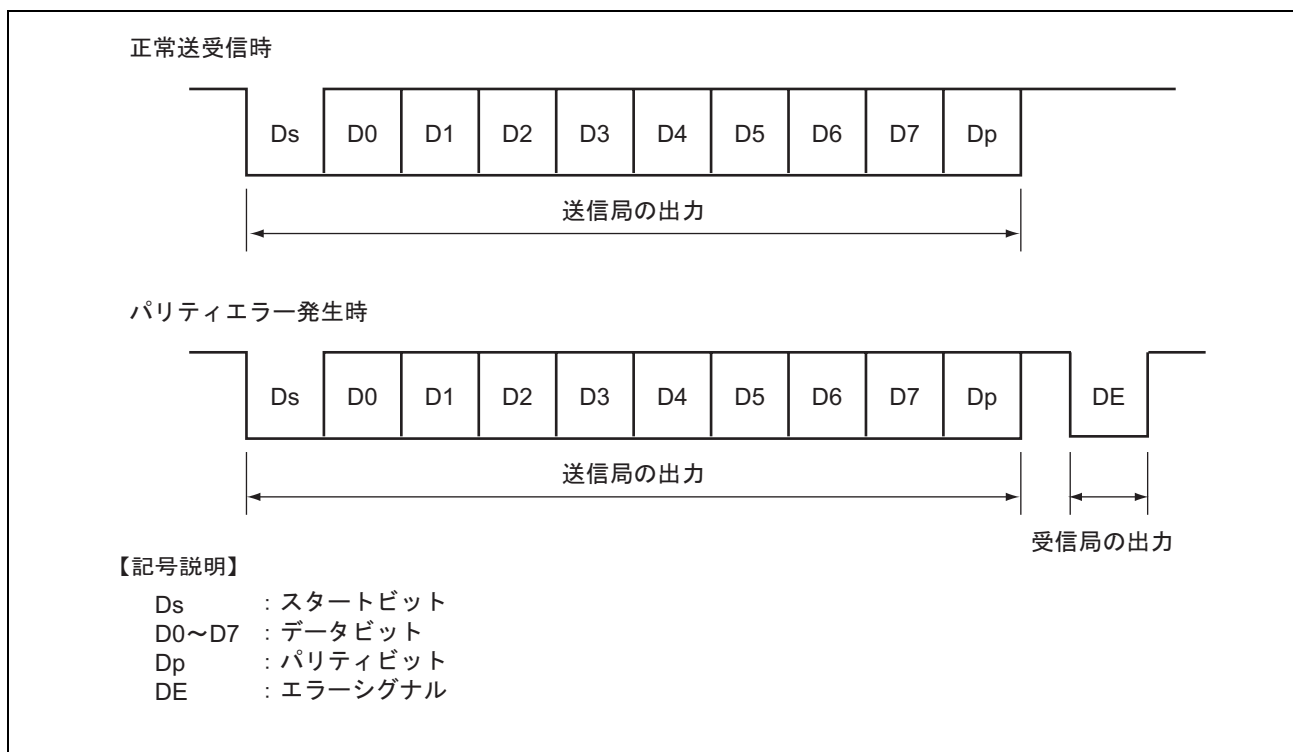 正常送受信時
Ds D0 D1 D2 D3 D4 D5 D6 D7 Dp
送信局の出力
パリティエラー発生時
Ds D0 D1 D2 D3 D4 D5 D6 D7 Dp DE
送信局の出力
受信局の出力
【記号説明】
Ds : スタートビット
D0～D7 : データビット
Dp : パリティビット
DE : エラーシグナル